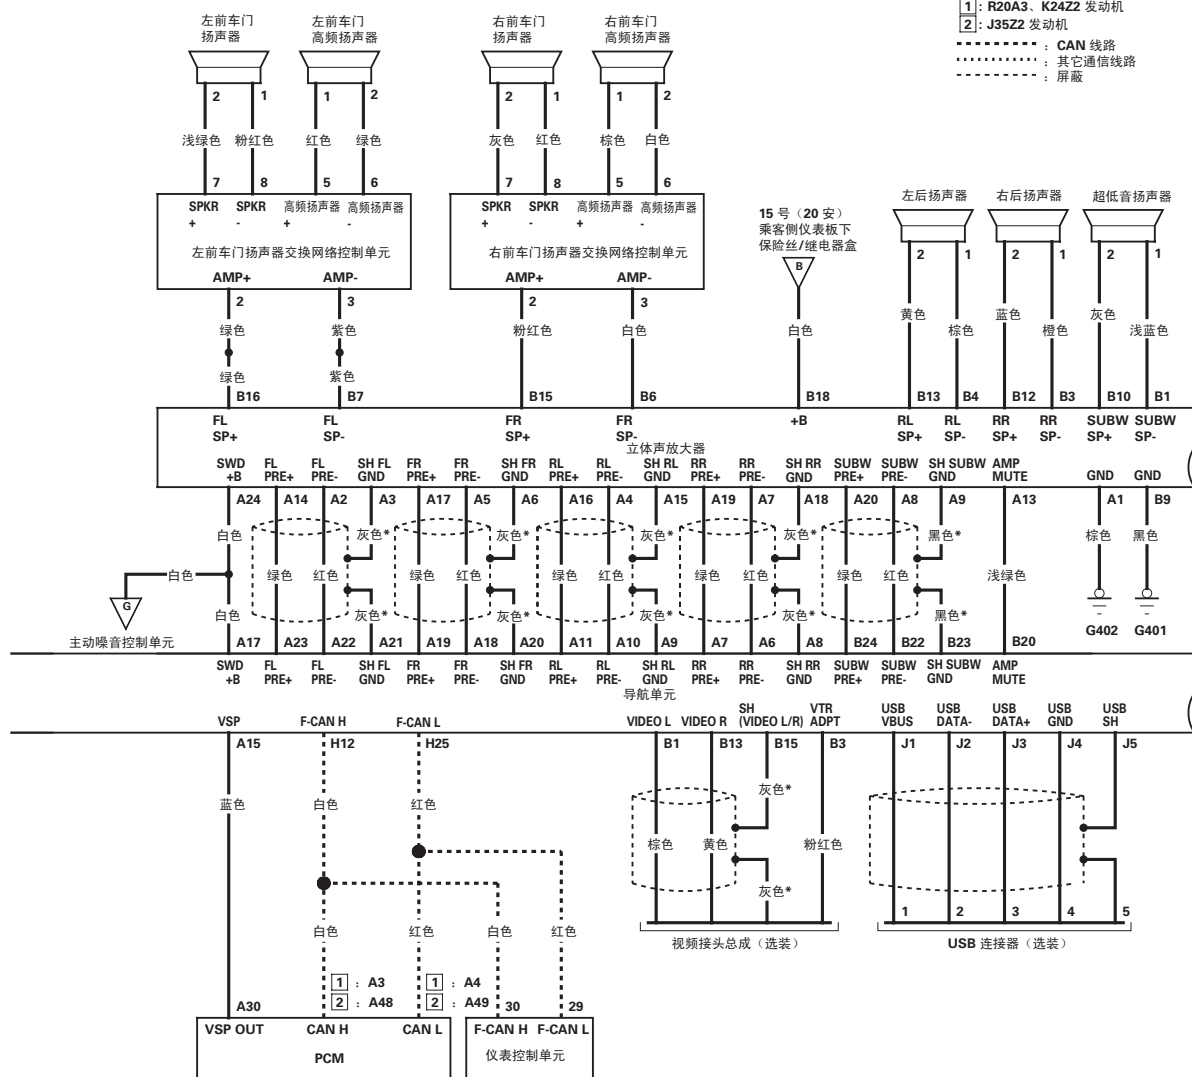 1 : R20A3、K24Z2 发动机
2 : J35Z2 发动机
: CAN 线路
: 其它通信线路
: 屏蔽
左前车门 左前车门 右前车门 右前车门
扬声器 高频扬声器 扬声器 高频扬声器
2 1 1 2 2 1 1 2
浅绿色 粉红色 红色 绿色 灰色 红色 棕色 白色
7 8 5 6 7 8 5 6
SPKR SPKR 高频扬声器 高频扬声器 SPKR SPKR 高频扬声器 高频扬声器
+ - + - + - + -
左前车门扬声器交换网络控制单元 右前车门扬声器交换网络控制单元
AMP+ AMP- AMP+ AMP-
2 3 2 3
15 号（20 安）
乘客侧仪表板下
保险丝/继电器盒
B
左后扬声器 右后扬声器 超低音扬声器
2 1 2 1 2 1
黄色 棕色 蓝色 橙色 灰色 浅蓝色
绿色 紫色 粉红色 白色 白色
绿色 紫色
B16 B7 B15 B6 B18 B13 B4 B12 B3 B10 B1
FL FL FR FR +B RL RL RR RR SUBW SUBW
SP+ SP- SP+ SP- SP+ SP- SP+ SP- SP+ SP-
立体声放大器
SWD FL FL SH FL FR FR SH FR RL RL SH RL RR RR SH RR SUBW SUBW SH SUBW AMP
+B PRE+ PRE- GND PRE+ PRE- GND PRE+ PRE- GND PRE+ PRE- GND PRE+ PRE- GND MUTE GND GND
A24 A14 A2 A3 A17 A5 A6 A16 A4 A15 A19 A7 A18 A20 A8 A9 A13 A1 B9
白色 灰色* 灰色* 灰色* 灰色* 黑色* 棕色 黑色
白色 绿色 红色 绿色 红色 绿色 红色 绿色 红色 绿色 红色 浅绿色
G
白色 灰色* 灰色* 灰色* 灰色* 黑色*
G402 G401
主动噪音控制单元
A17 A23 A22 A21 A19 A18 A20 A11 A10 A9 A7 A6 A8 B24 B22 B23 B20
SWD FL FL SH FL FR FR SH FR RL RL SH RL RR RR SH RR SUBW SUBW SH SUBW AMP
+B PRE+ PRE- GND PRE+ PRE- GND PRE+ PRE- GND PRE+ PRE- GND PRE+ PRE- GND MUTE
导航单元
SH VTR USB USB USB USB USB
VSP F-CAN H F-CAN L VIDEO L VIDEO R (VIDEO L/R) ADPT VBUS DATA- DATA+ GND SH
A15 H12 H25 B1 B13 B15 B3 J1 J2 J3 J4 J5
灰色*
蓝色 白色 红色
棕色 黄色 粉红色
灰色*
1 2 3 4 5
白色 红色 白色 红色
视频接头总成（选装） USB 连接器（选装）
1 : A3 1 : A4
2 : A48 2 : A49
A30 30 29
VSP OUT CAN H CAN L F-CAN H F-CAN L
PCM 仪表控制单元